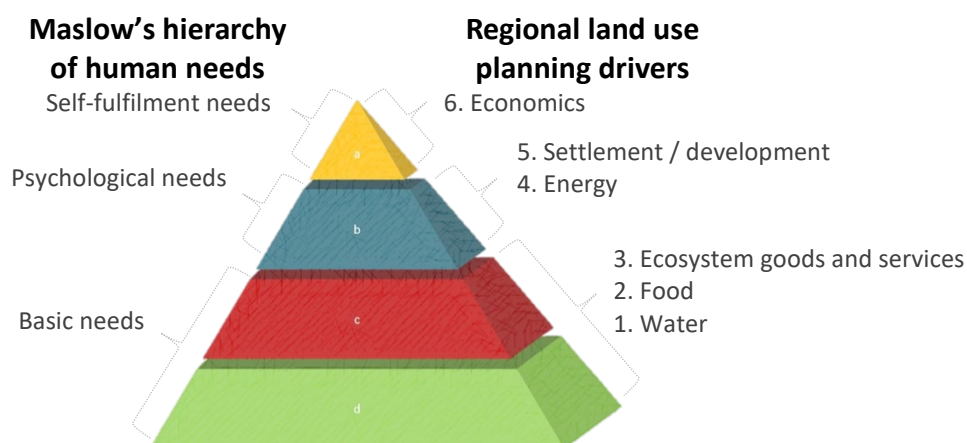 Maslow's hierarchy
of human needs
Regional land use
planning drivers
Self-fulfilment needs
6. Economics
a
5. Settlement / development
Psychological needs
4. Energy
b
3. Ecosystem goods and services
2. Food
Basic needs
1. Water
c
d